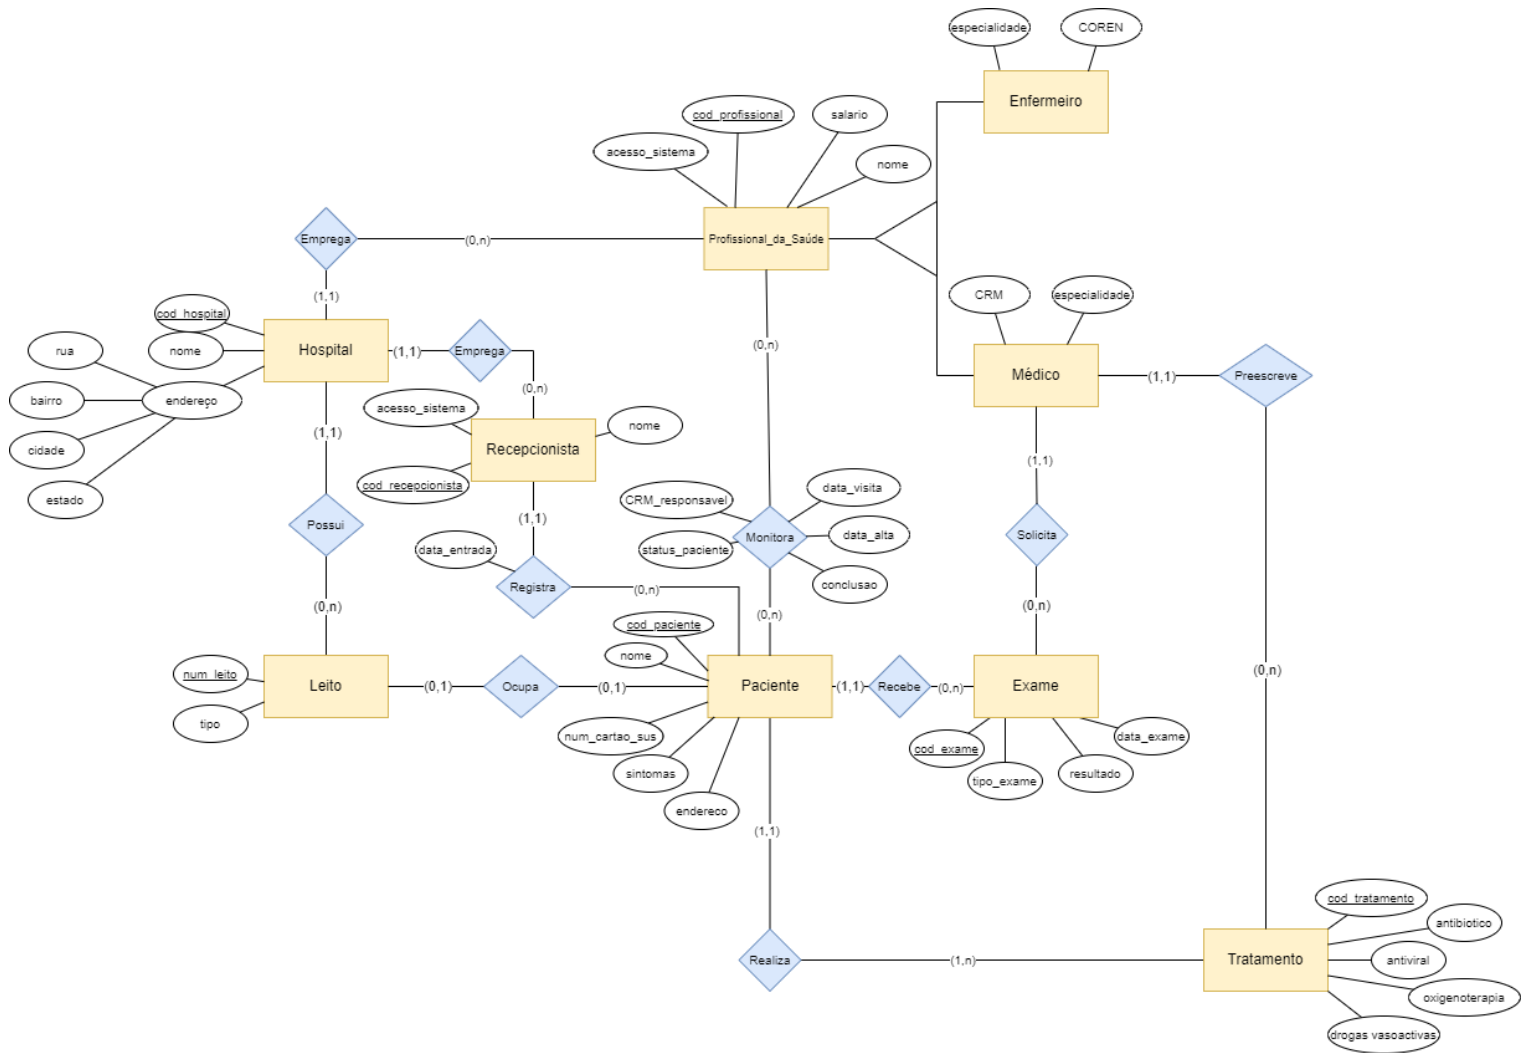 especialidade
COREN
Enfermeiro
cod_profissional
salario
acesso_sistema
nome
Emprega
(0,n)
Profissional_da_Saúde
(1,1)
CRM
especialidade
cod_hospital
rua
nome
Hospital
(1,1)
Emprega
(0,n)
Médico
(1,1)
Preescreve
bairro
endereço
acesso_sistema
nome
cidade
(1,1)
Recepcionista
(1,1)
cod_recepcionista
estado
CRM_responsavel
data_visita
Possui
(1,1)
Monitora
data_alta
Solicita
data_entrada
status_paciente
Registra
(0,n)
conclusao
(0,n)
(0,n)
(0,n)
cod_paciente
nome
num_leito
Leito
(0,1)
Ocupa
(0,1)
Paciente
(1,1)
Recebe
(0,n)
Exame
(0,n)
tipo
num_cartao_sus
cod_exame
data_exame
sintomas
tipo_exame
resultado
endereco
(1,1)
cod_tratamento
antibiotico
Realiza
(1,n)
Tratamento
antiviral
oxigenoterapia
drogas vasoactivas
(0,n)